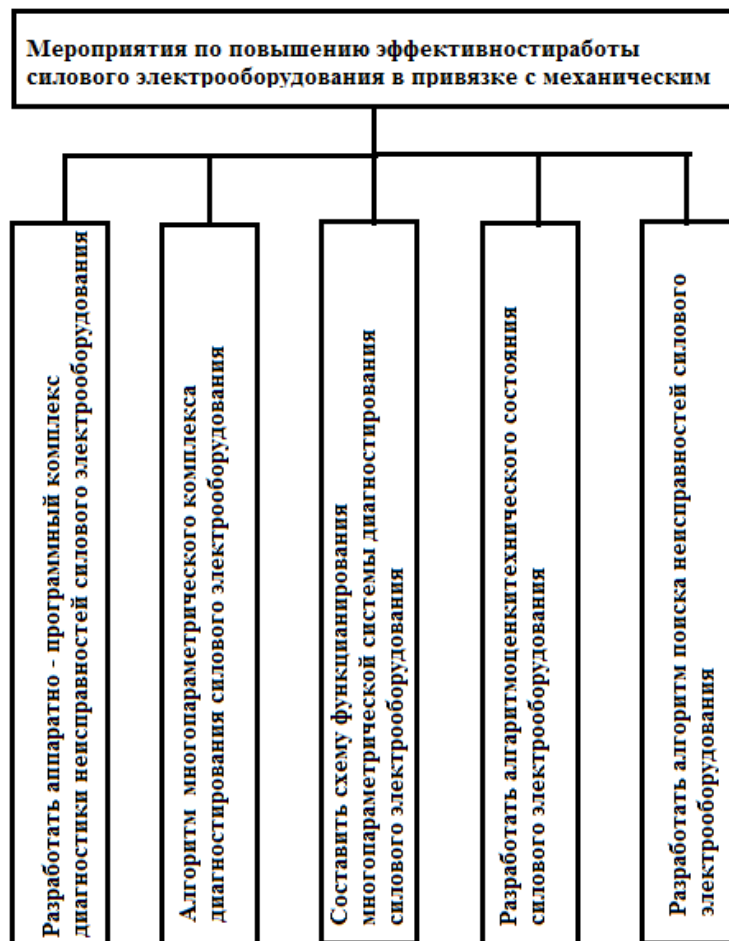 Мероприятия по повышению эффективностиработы
силового электрооборудования в привязке с механическим
Разработать аппаратно - программный комплекс
диагностики неисправностей силового электрооборудования
Алгоритм многопараметрического комплекса
диагностирования силового электрооборудования
Составить схему функцианирования
многопараметрической системы диагностирования
силового электрооборудования
Разработать алгаритмоценкитехнического состояния
силового электрооборудования
Разработать алгоритм поиска неисправностей силового
электрооборудования